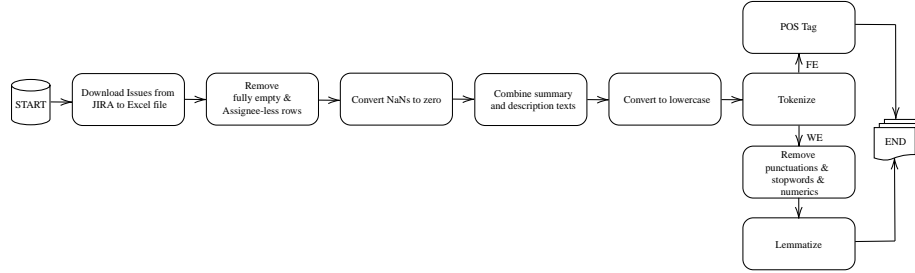 START
Download Issues from
JIRA to Excel file
Remove
fully empty &
Assignee-less rows
Convert NaNs to zero
Combine summary
and description texts
Convert to lowercase
Tokenize
FE
POS Tag
WE
Remove
punctuations &
stopwords &
numerics
Lemmatize
END